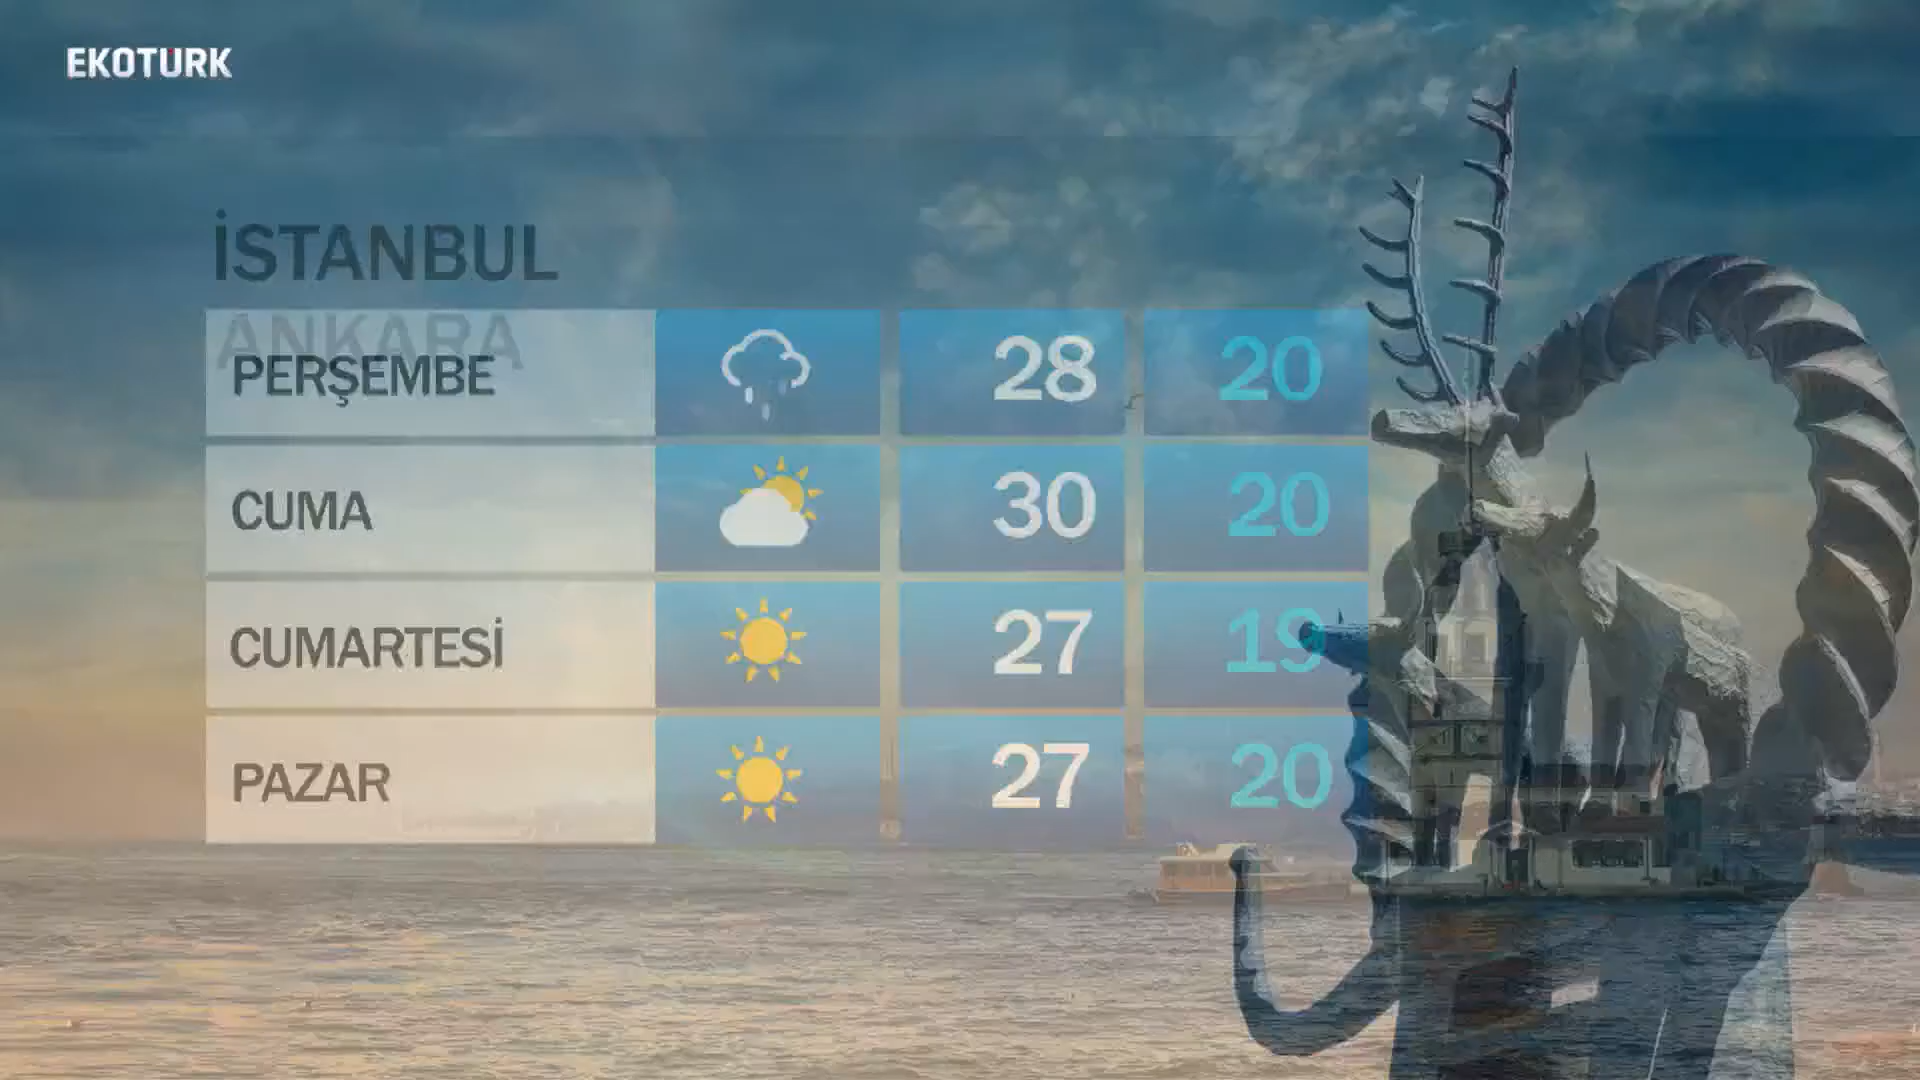 EKOTÜRK
İSTANBUL
ANKARA
PERŞEMBE 28 20
CUMA 30 20
CUMARTESİ 27 19
PAZAR 27 20